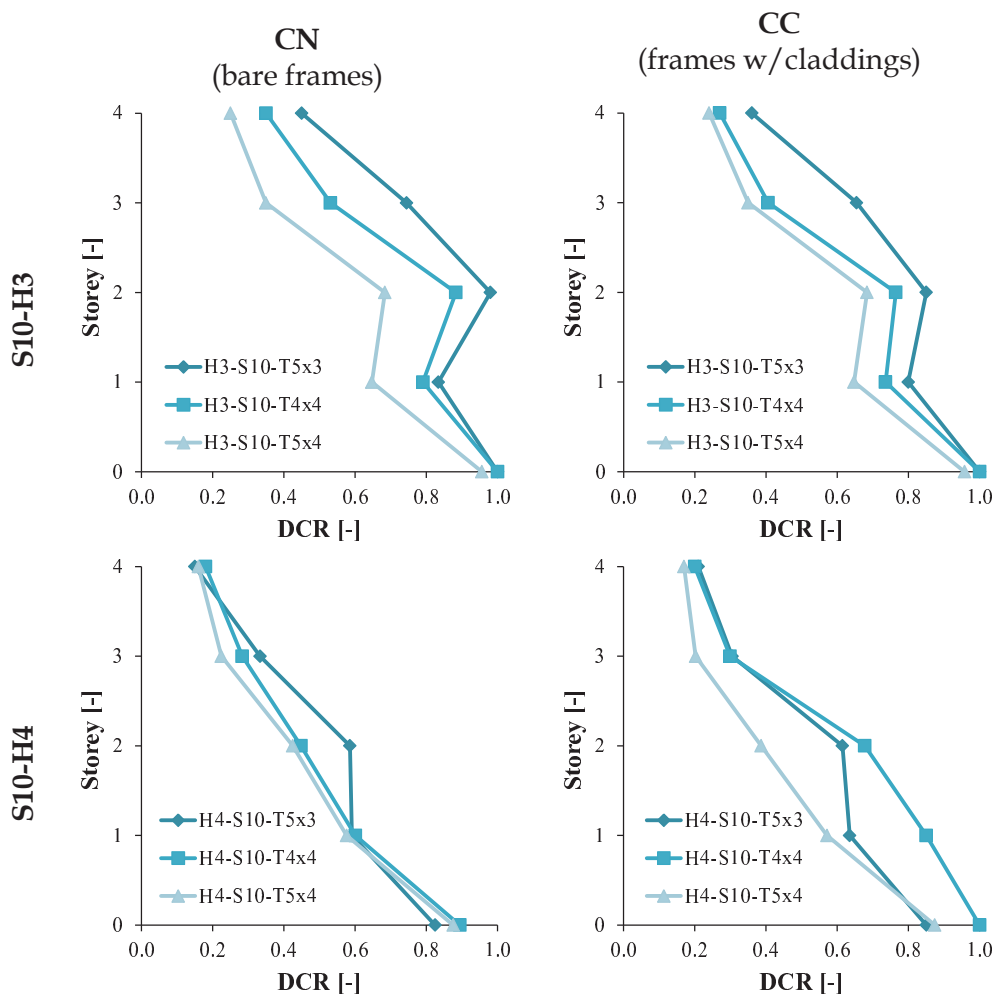 CN
(bare frames)
CC
(frames w/claddings)
S10-H3
4
3
2
1
0
Storey [-]
H3-S10-T5x3
H3-S10-T4x4
H3-S10-T5x4
0.0 0.2 0.4 0.6 0.8 1.0
DCR [-]
4
3
2
1
0
Storey [-]
H3-S10-T5x3
H3-S10-T4x4
H3-S10-T5x4
0.0 0.2 0.4 0.6 0.8 1.0
DCR [-]
S10-H4
4
3
2
1
0
Storey [-]
H4-S10-T5x3
H4-S10-T4x4
H4-S10-T5x4
0.0 0.2 0.4 0.6 0.8 1.0
DCR [-]
4
3
2
1
0
Storey [-]
H4-S10-T5x3
H4-S10-T4x4
H4-S10-T5x4
0.0 0.2 0.4 0.6 0.8 1.0
DCR [-]